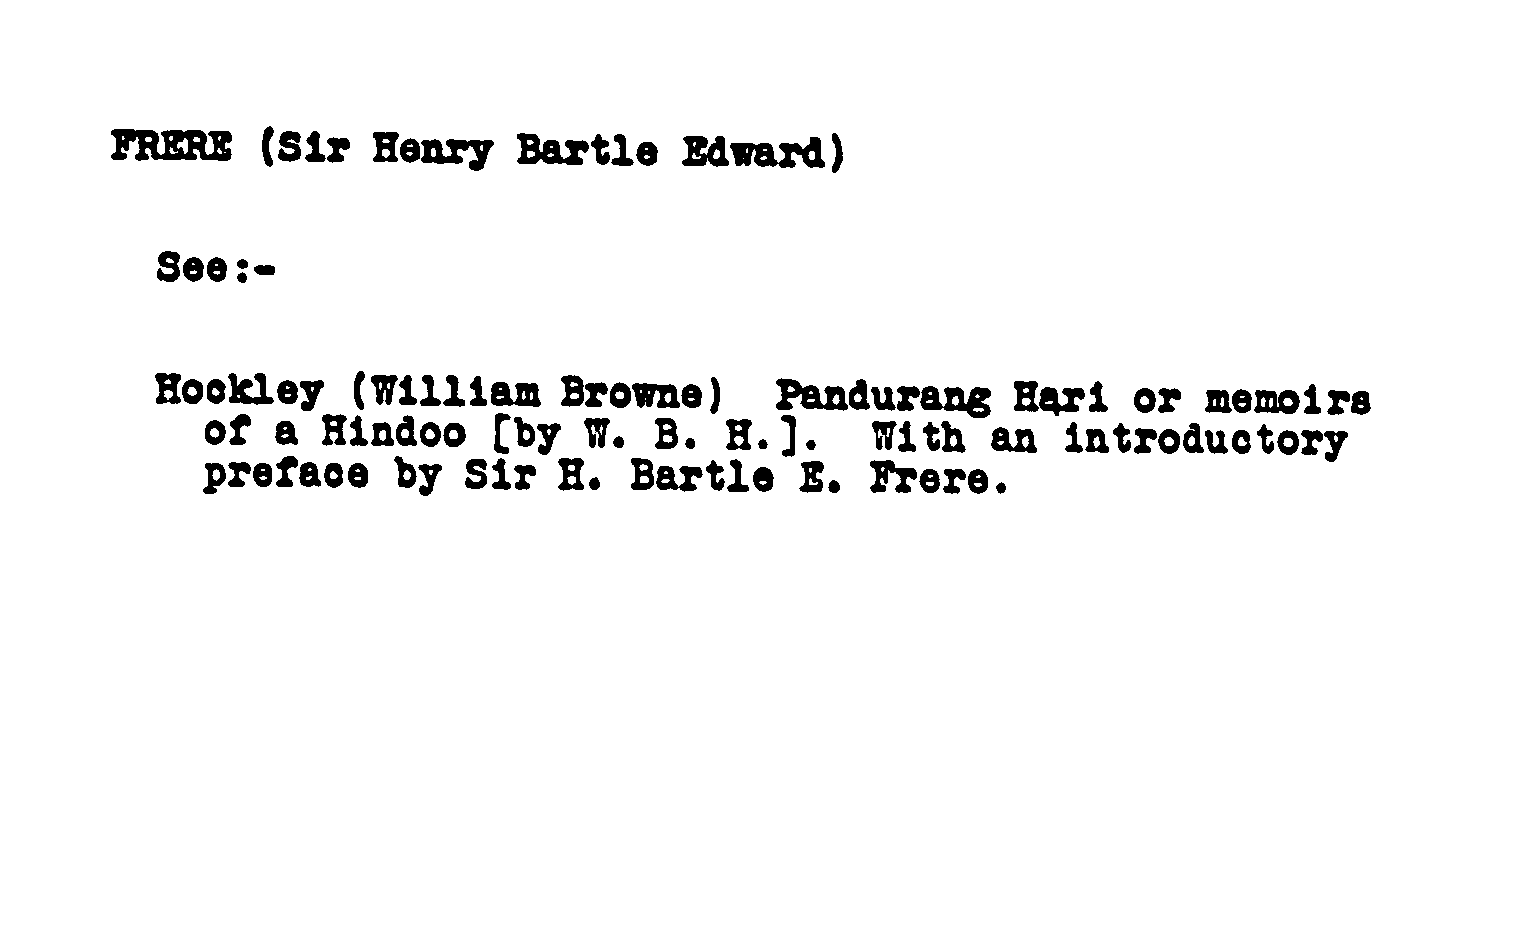 FRERE (Sir Henry Bartle Edward)
See:-
Hockley (William Browne)  Pandurang Hari or memoirs
of a Hindoo [by W. B. H.].  With an introductory
preface by Sir H. Bartle E. Frere.